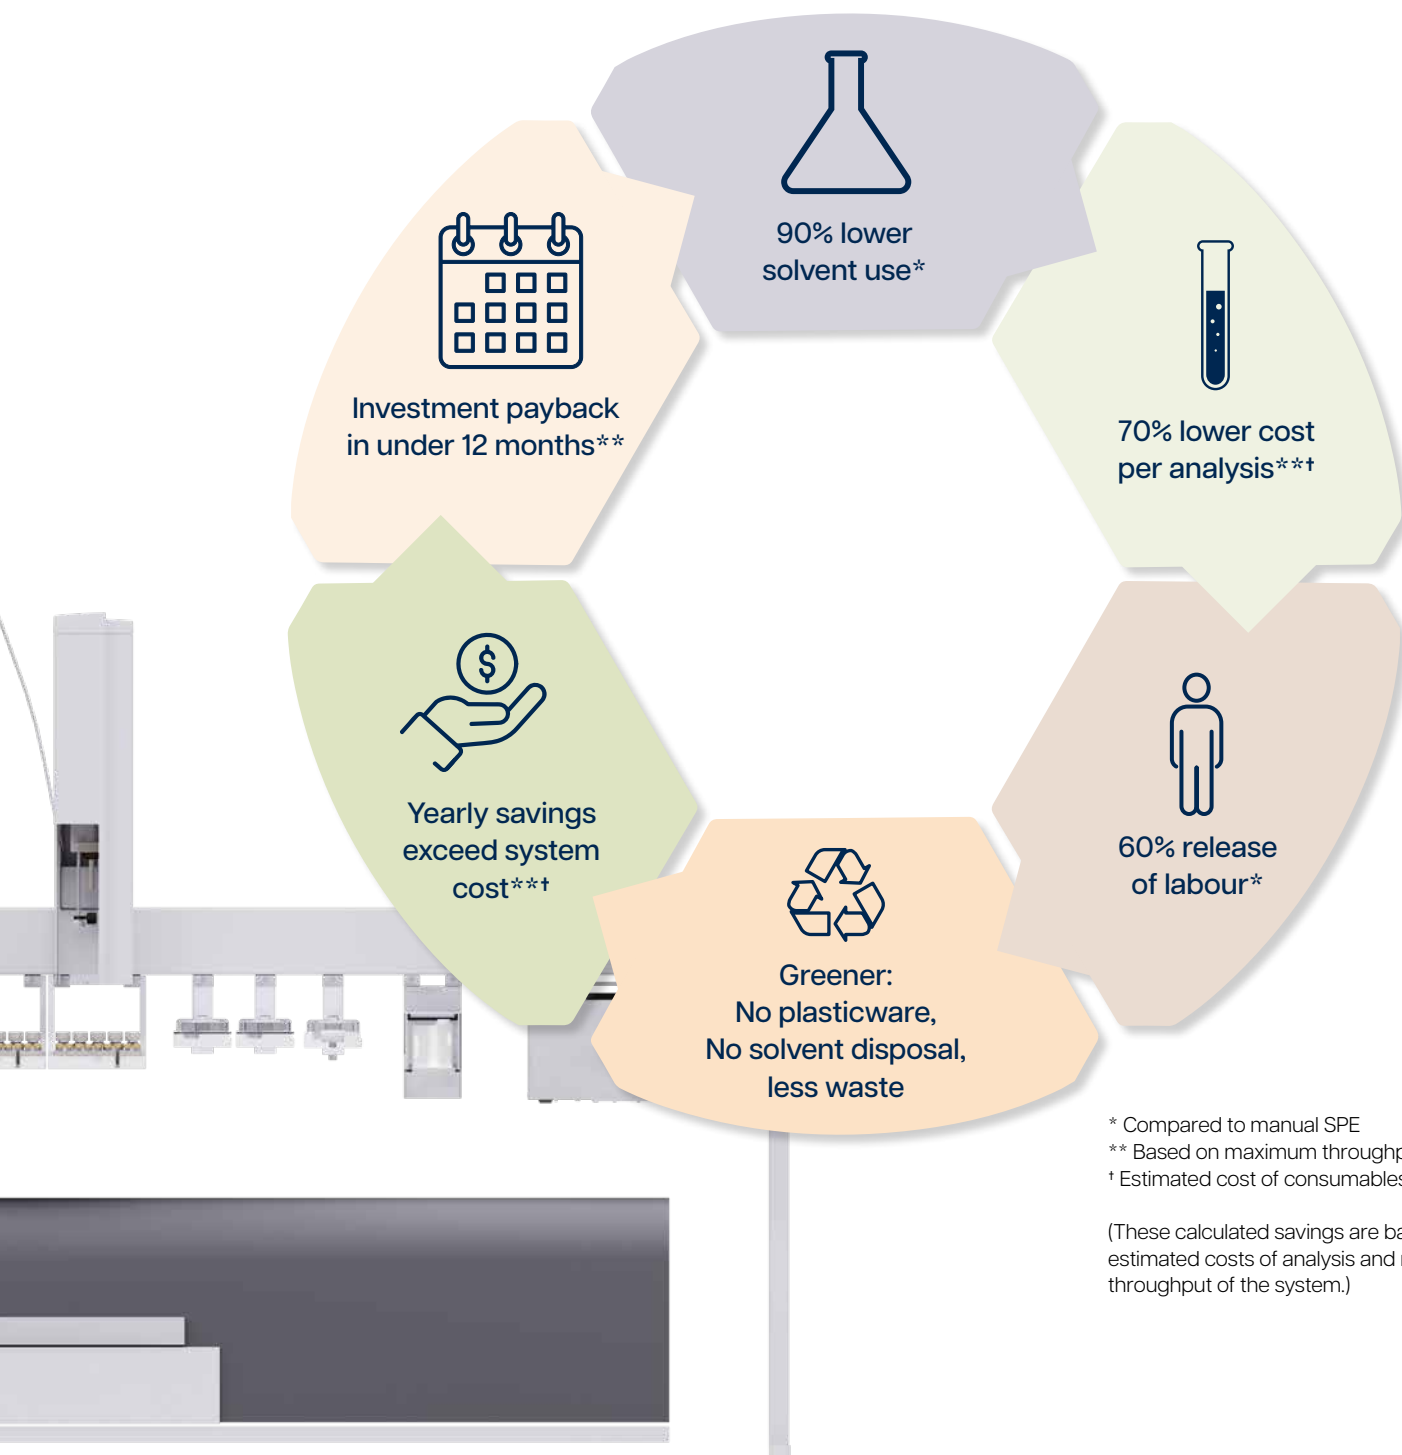 90% lower
solvent use*
70% lower cost
per analysis**†
60% release
of labour*
Greener:
No plasticware,
No solvent disposal,
less waste
Yearly savings
exceed system
cost**†
Investment payback
in under 12 months**
* Compared to manual SPE
** Based on maximum
† Estimated cost of consumables
(These calculated savings are
estimated costs of analysis and
throughput of the system.)